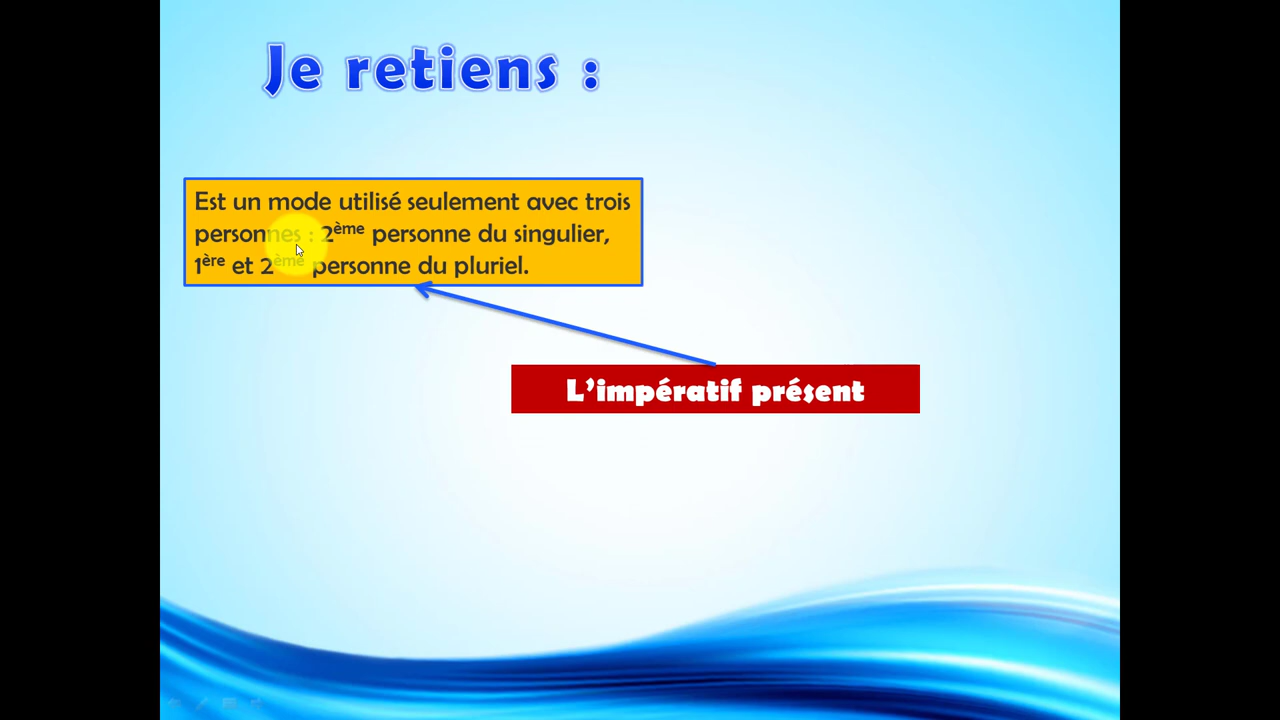 Je retiens :
Est un mode utilisé seulement avec trois
personnes : 2ème personne du singulier,
1ère et 2ème personne du pluriel.
L'impératif présent